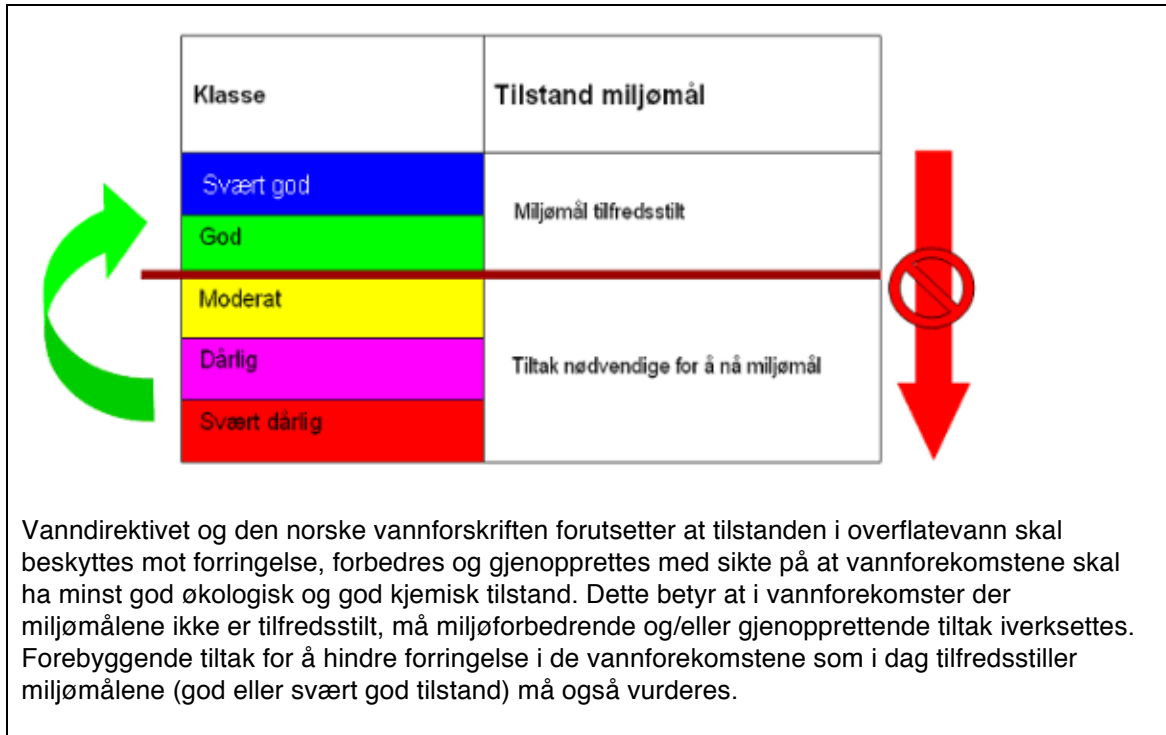 Klasse
Tilstand miljømål
Svært god
God
Miljømål tilfredsstilt
Moderat
Dårlig
Svært dårlig
Tiltak nødvendige for å nå miljømål
Vanndirektivet og den norske vannforskriften forutsetter at tilstanden i overflatevann skal
beskyttes mot forringelse, forbedres og gjenopprettes med sikte på at vannforekomstene skal
ha minst god økologisk og god kjemisk tilstand. Dette betyr at i vannforekomster der
miljømålene ikke er tilfredsstilt, må miljøforbedrende og/eller gjenopprettende tiltak iverksettes.
Forebyggende tiltak for å hindre forringelse i de vannforekomstene som i dag tilfredsstiller
miljømålene (god eller svært god tilstand) må også vurderes.